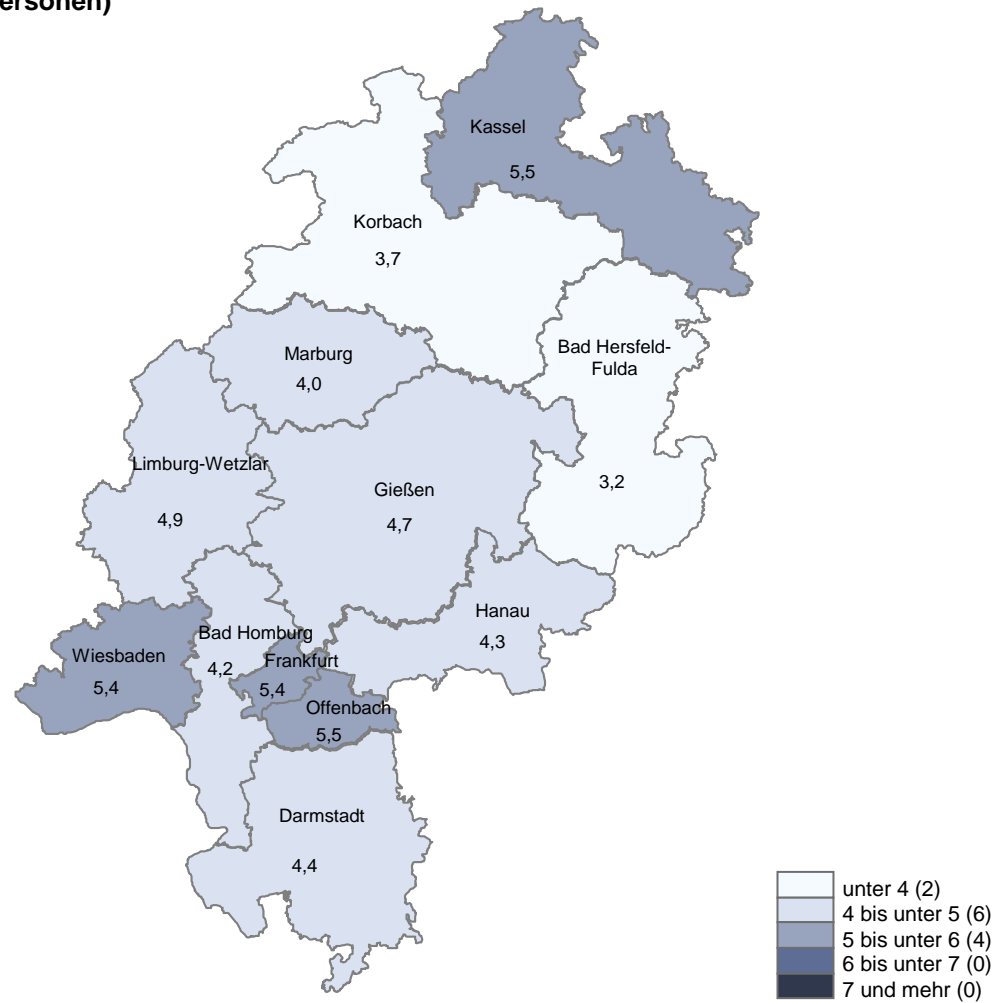 ersonen)
Kassel
5,5
Korbach
3,7
Bad Hersfeld-
Fulda
3,2
Marburg
4,0
Limburg-Wetzlar
4,9
Gießen
4,7
Hanau
4,3
Bad Homburg
4,2
Wiesbaden
5,4
Frankfurt
5,4
Offenbach
5,5
Darmstadt
4,4
unter 4 (2)
4 bis unter 5 (6)
5 bis unter 6 (4)
6 bis unter 7 (0)
7 und mehr (0)